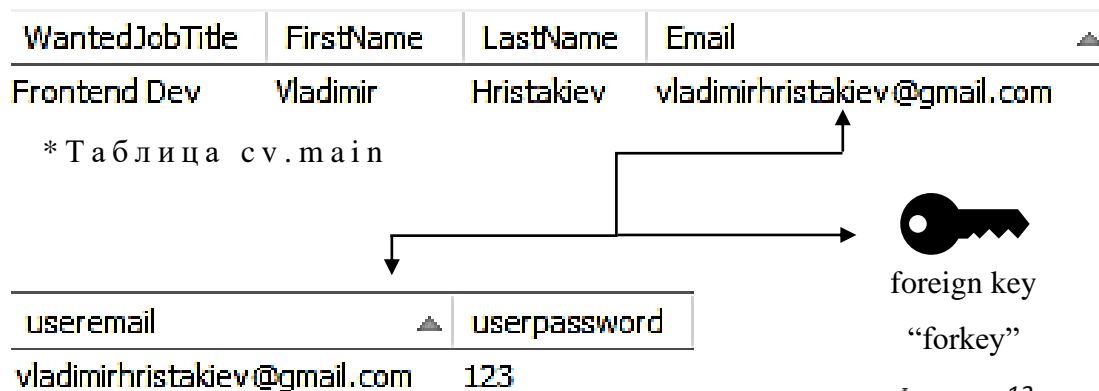 WantedJobTitle FirstName LastName Email
Frontend Dev Vladimir Hristakiev vladimirhristakiev@gmail.com
*Таблица cv.main
foreign key
“forkey”
useremail userpassword
vladimirhristakiev@gmail.com 123